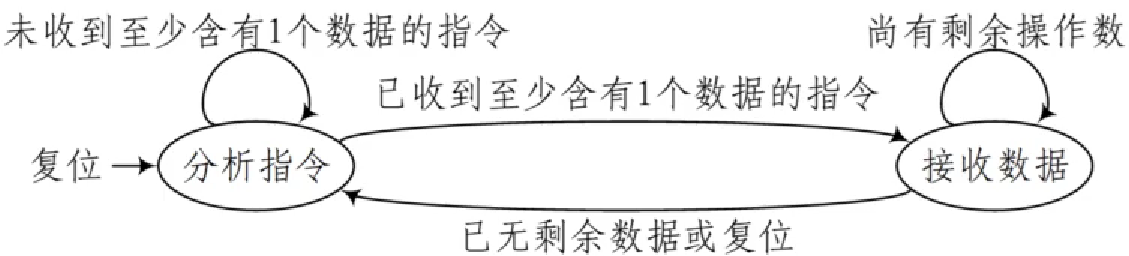 未收到至少含有1个数据的指令
尚有剩余操作数
已收到至少含有1个数据的指令
复位
分析指令
接收数据
已无剩余数据或复位